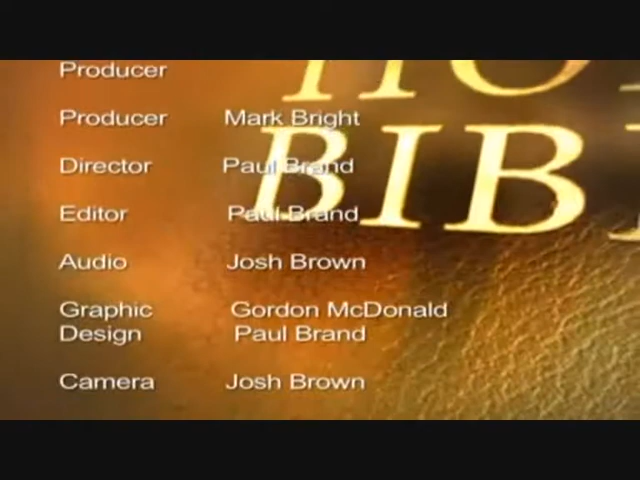 Producer
HO
BIB
Producer Mark Bright
Director Paul Brand
Editor Paul Brand
Audio Josh Brown
Graphic Gordon McDonald
Design Paul Brand
Camera Josh Brown